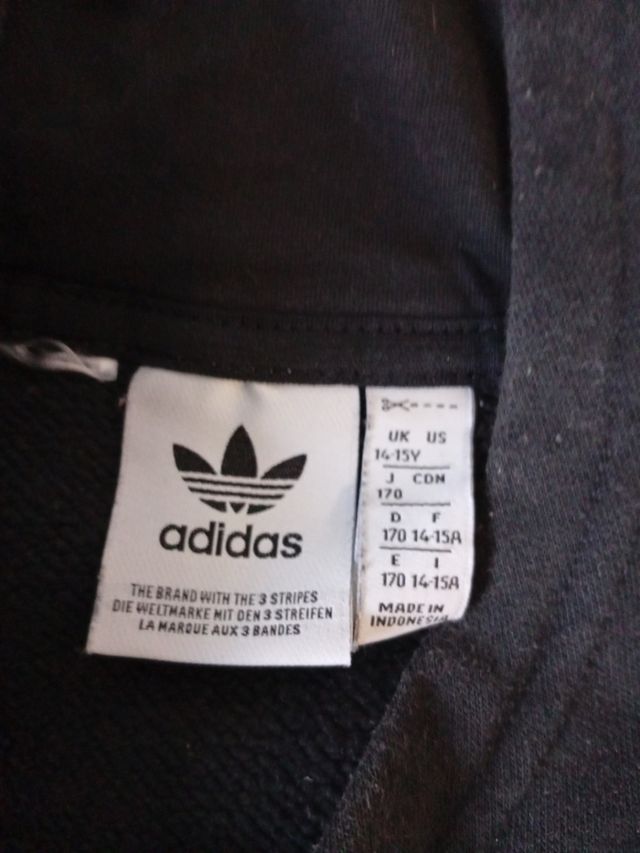 adidas
THE BRAND WITH THE 3 STRIPES
DIE WELTMARKE MIT DEN 3 STREIFEN
LA MARQUE AUX 3 BANDES
UK US
14-15Y
J CDN
170
D F
170 14-15A
E I
170 14-15A
MADE IN
INDONESIA